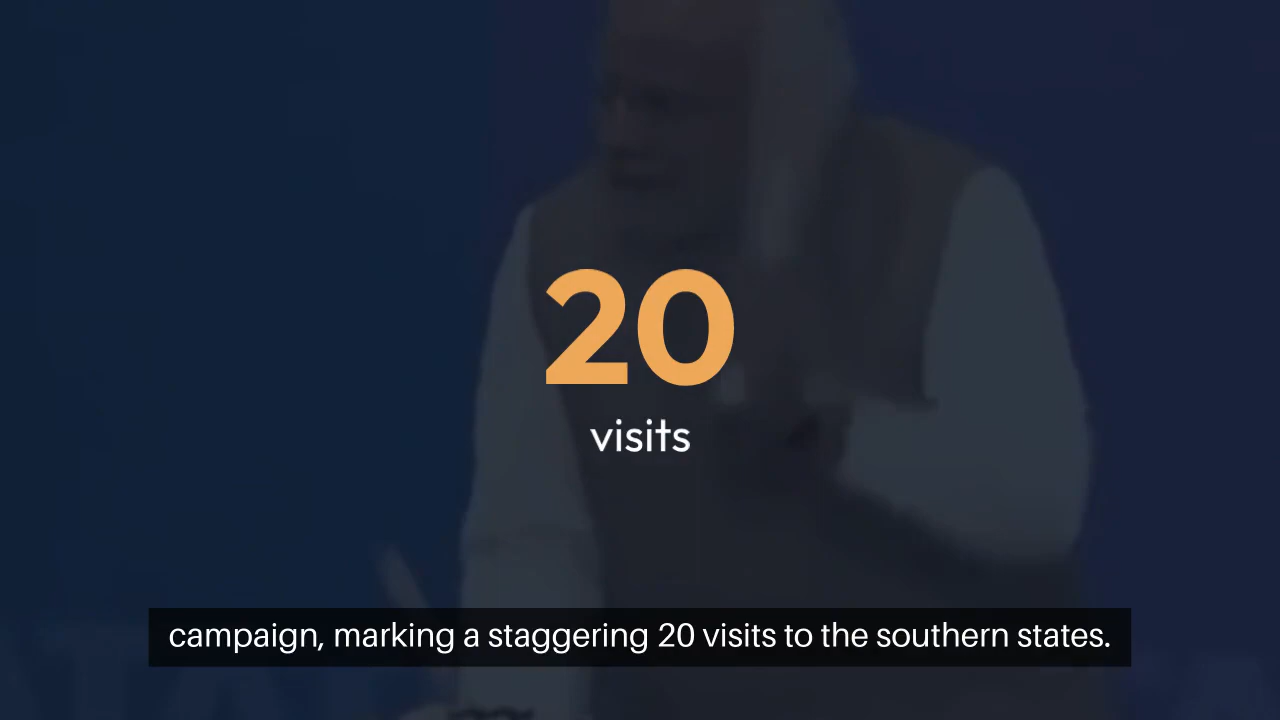 20
visits
campaign, marking a staggering 20 visits to the southern states.